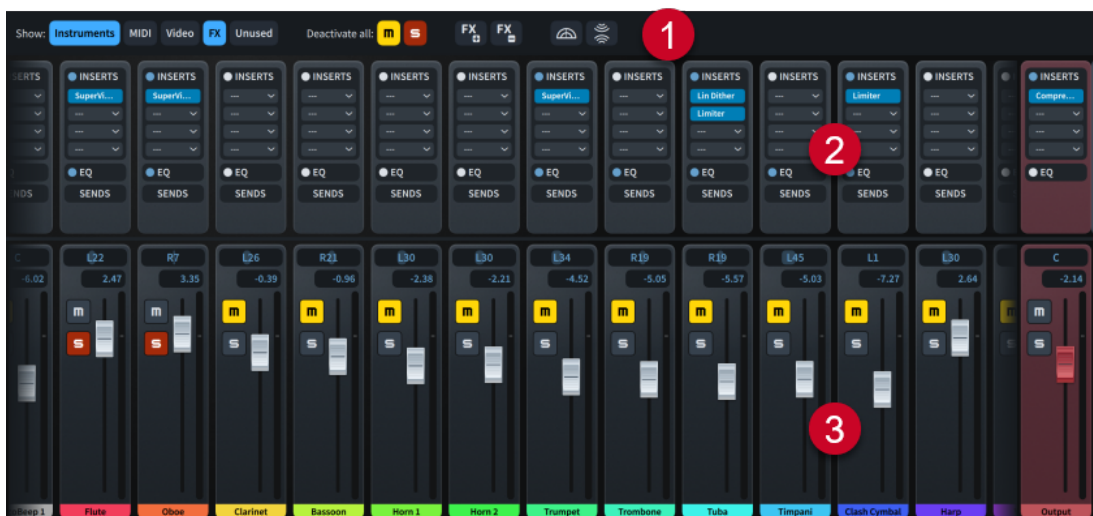 Show: Instruments MIDI Video FX Unused Deactivate all: m S FX FX 1
SERTS INSERTS INSERTS INSERTS INSERTS INSERTS INSERTS INSERTS INSERTS INSERTS INSERTS INSERTS INSERTS INSERTS
--- SuperVi... SuperVi... --- --- --- --- SuperVi... --- Lin Dither --- Limiter --- Compre...
--- --- --- --- --- --- --- --- --- Limiter --- --- --- ---
--- --- --- --- --- --- --- --- --- --- --- --- --- ---
2
EQ EQ EQ EQ EQ EQ EQ EQ EQ EQ EQ EQ EQ
NDS SENDS SENDS SENDS SENDS SENDS SENDS SENDS SENDS SENDS SENDS SENDS SENDS
C L22 R7 L26 R21 L30 L30 L34 R19 R19 L45 L1 L30 C
-6.02 2.47 3.35 -0.39 -0.96 -2.38 -2.21 -4.52 -5.05 -5.57 -5.03 -7.27 2.64 -2.14
m m m m m m m m m m m m m m
S S S S S S S S S S S S S S
3
Beep 1 Flute Oboe Clarinet Bassoon Horn 1 Horn 2 Trumpet Trombone Tuba Timpani Clash Cymbal Harp Output